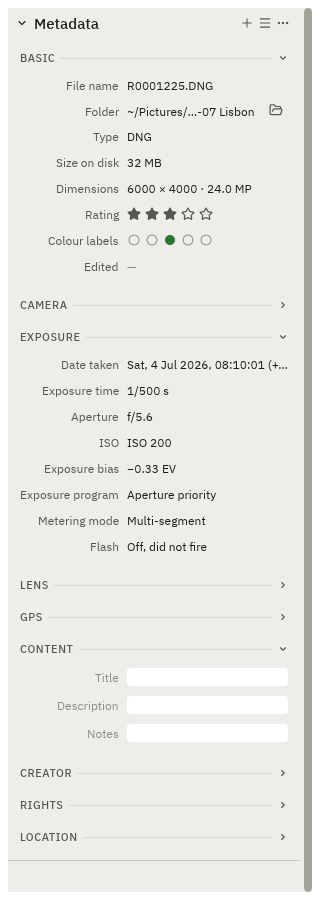 Metadata
BASIC
File name R0001225.DNG
Folder ~/Pictures/...-07 Lisbon
Type DNG
Size on disk 32 MB
Dimensions 6000 × 4000 · 24.0 MP
Rating
Colour labels
Edited —
CAMERA
EXPOSURE
Date taken Sat, 4 Jul 2026, 08:10:01 (+...
Exposure time 1/500 s
Aperture f/5.6
ISO ISO 200
Exposure bias −0.33 EV
Exposure program Aperture priority
Metering mode Multi-segment
Flash Off, did not fire
LENS
GPS
CONTENT
Title
Description
Notes
CREATOR
RIGHTS
LOCATION